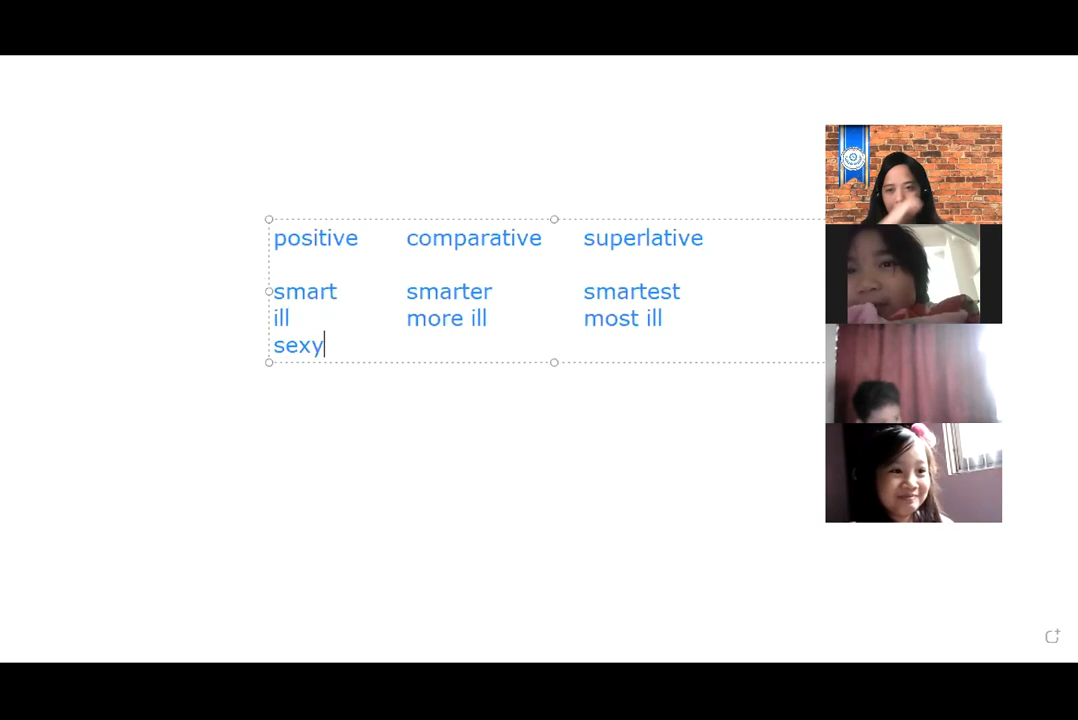 positive comparative superlative
smart smarter smartest
ill more ill most ill
sexy